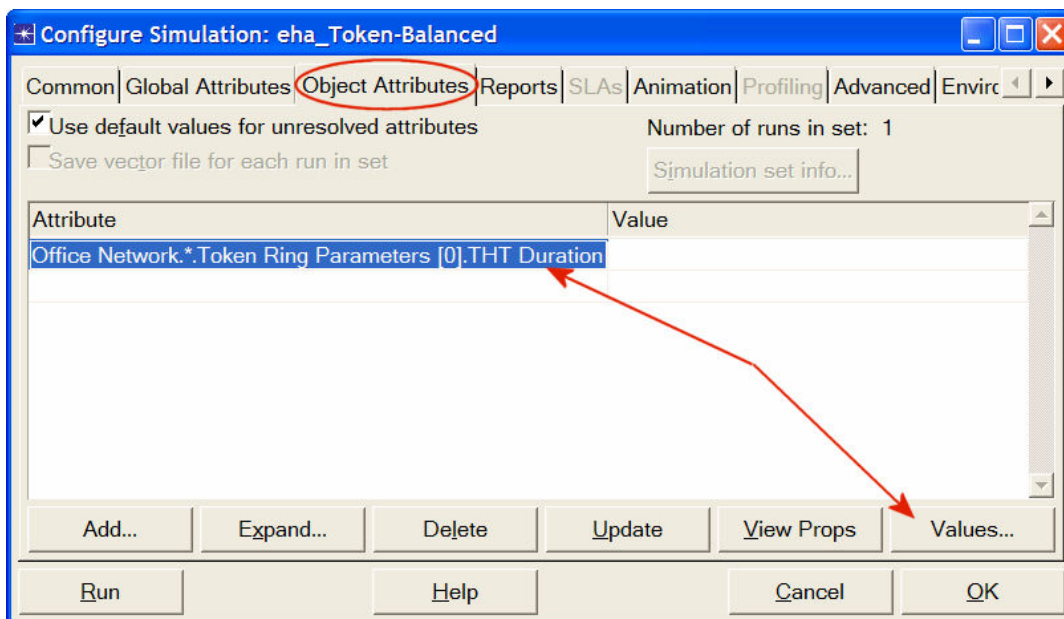 Configure Simulation: eha_Token-Balanced
Common Global Attributes Object Attributes Reports SLAs Animation Profiling Advanced Envirc
Use default values for unresolved attributes
Number of runs in set: 1
Save vector file for each run in set
Simulation set info...
Attribute Value
Office Network.*.Token Ring Parameters [0].THT Duration
Add... Expand... Delete Update View Props Values...
Run Help Cancel OK